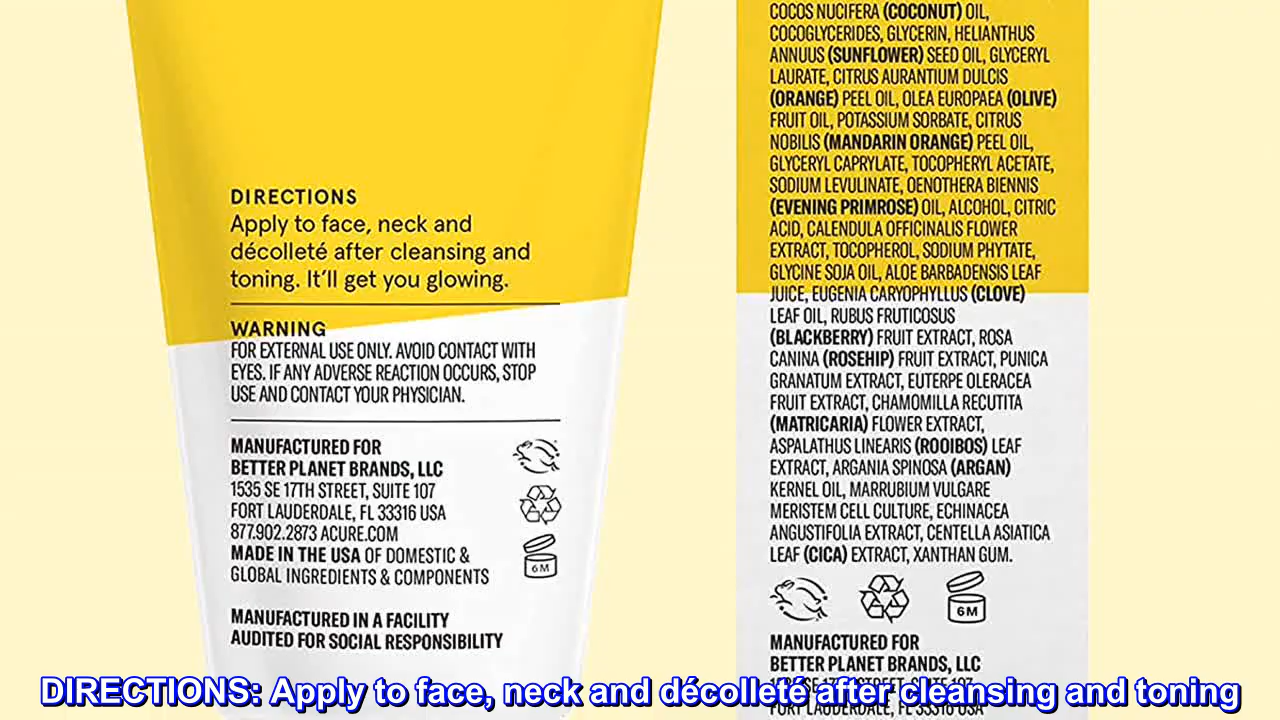 DIRECTIONS
Apply to face, neck and
décolleté after cleansing and
toning. It'll get you glowing.
WARNING
FOR EXTERNAL USE ONLY. AVOID CONTACT WITH
EYES. IF ANY ADVERSE REACTION OCCURS, STOP
USE AND CONTACT YOUR PHYSICIAN.
MANUFACTURED FOR
BETTER PLANET BRANDS, LLC
1535 SE 17TH STREET, SUITE 107
FORT LAUDERDALE, FL 33316 USA
877.902.2873 ACURE.COM
MADE IN THE USA OF DOMESTIC &
GLOBAL INGREDIENTS & COMPONENTS
6M
MANUFACTURED IN A FACILITY
AUDITED FOR SOCIAL RESPONSIBILITY
COCOS NUCIFERA (COCONUT) OIL,
COCOGLYCERIDES, GLYCERIN, HELIANTHUS
ANNUUS (SUNFLOWER) SEED OIL, GLYCERYL
LAURATE, CITRUS AURANTIUM DULCIS
(ORANGE) PEEL OIL, OLEA EUROPAEA (OLIVE)
FRUIT OIL, POTASSIUM SORBATE, CITRUS
NOBILIS (MANDARIN ORANGE) PEEL OIL,
GLYCERYL CAPRYLATE, TOCOPHERYL ACETATE,
SODIUM LEVULINATE, OENOTHERA BIENNIS
(EVENING PRIMROSE) OIL, ALCOHOL, CITRIC
ACID, CALENDULA OFFICINALIS FLOWER
EXTRACT, TOCOPHEROL, SODIUM PHYTATE,
GLYCINE SOJA OIL, ALOE BARBADENSIS LEAF
JUICE, EUGENIA CARYOPHYLLUS (CLOVE)
LEAF OIL, RUBUS FRUTICOSUS
(BLACKBERRY) FRUIT EXTRACT, ROSA
CANINA (ROSEHIP) FRUIT EXTRACT, PUNICA
GRANATUM EXTRACT, EUTERPE OLERACEA
FRUIT EXTRACT, CHAMOMILLA RECUTITA
(MATRICARIA) FLOWER EXTRACT,
ASPALATHUS LINEARIS (ROOIBOS) LEAF
EXTRACT, ARGANIA SPINOSA (ARGAN)
KERNEL OIL, MARRUBIUM VULGARE
MERISTEM CELL CULTURE, ECHINACEA
ANGUSTIFOLIA EXTRACT, CENTELLA ASIATICA
LEAF (CICA) EXTRACT, XANTHAN GUM.
6M
MANUFACTURED FOR
BETTER PLANET BRANDS, LLC
FORT LAUDERDALE, FL 33316 USA
DIRECTIONS: Apply to face, neck and décolleté after cleansing and toning